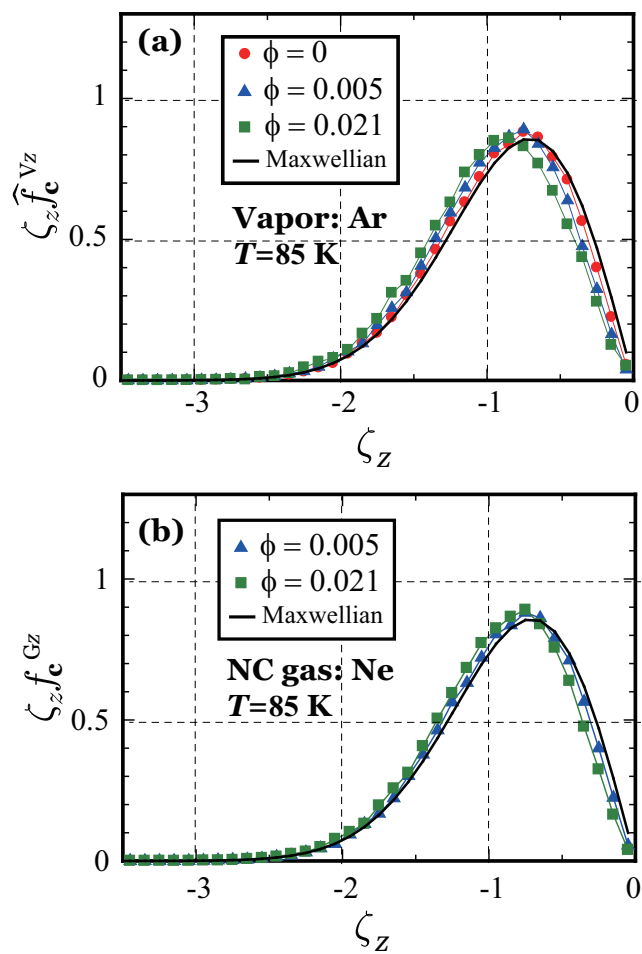 (a)
ϕ = 0
ϕ = 0.005
ϕ = 0.021
Maxwellian
Vapor: Ar
T=85 K
1
0.5
0
-3
-2
-1
0
ζz f̂c Vz
ζz
(b)
ϕ = 0.005
ϕ = 0.021
Maxwellian
NC gas: Ne
T=85 K
1
0.5
0
-3
-2
-1
0
ζz fc Gz
ζz